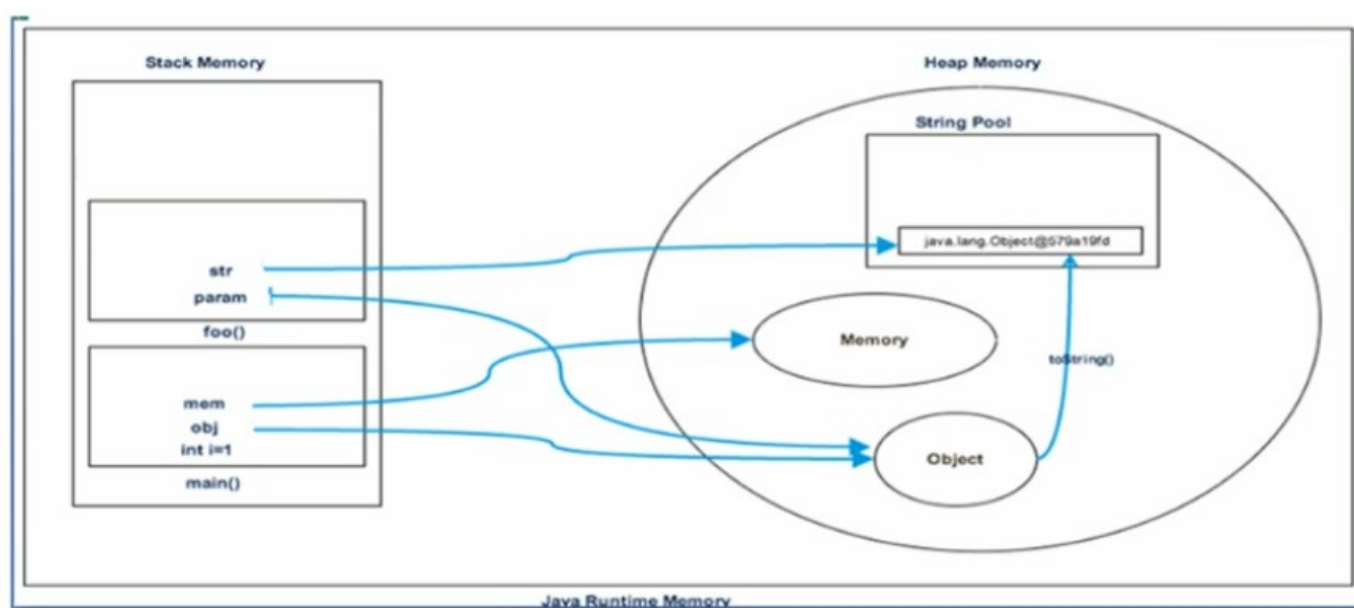 Stack Memory
Heap Memory
String Pool
java.lang.Object@579a19fd
str
param
foo()
Memory
toString()
mem
obj
int i=1
Object
main()
Java Runtime Memory